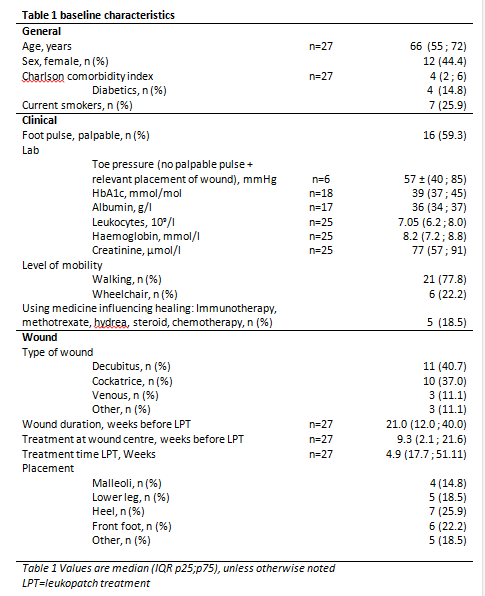 Table 1 baseline characteristics
General
Age, years n=27 66 (55 ; 72)
Sex, female, n (%) 12 (44.4)
Charlson comorbidity index n=27 4 (2 ; 6)
Diabetics, n (%) 4 (14.8)
Current smokers, n (%) 7 (25.9)
Clinical
Foot pulse, palpable, n (%) 16 (59.3)
Lab
Toe pressure (no palpable pulse +
relevant placement of wound), mmHg n=6 57 ± (40 ; 85)
HbA1c, mmol/mol n=18 39 (37 ; 45)
Albumin, g/l n=17 36 (34 ; 37)
Leukocytes, 10⁹/l n=25 7.05 (6.2 ; 8.0)
Haemoglobin, mmol/l n=25 8.2 (7.2 ; 8.8)
Creatinine, µmol/l n=25 77 (57 ; 91)
Level of mobility
Walking, n (%) 21 (77.8)
Wheelchair, n (%) 6 (22.2)
Using medicine influencing healing: Immunotherapy,
methotrexate, hydrea, steroid, chemotherapy, n (%) 5 (18.5)
Wound
Type of wound
Decubitus, n (%) 11 (40.7)
Cockatrice, n (%) 10 (37.0)
Venous, n (%) 3 (11.1)
Other, n (%) 3 (11.1)
Wound duration, weeks before LPT n=27 21.0 (12.0 ; 40.0)
Treatment at wound centre, weeks before LPT n=27 9.3 (2.1 ; 21.6)
Treatment time LPT, Weeks n=27 4.9 (17.7 ; 51.11)
Placement
Malleoli, n (%) 4 (14.8)
Lower leg, n (%) 5 (18.5)
Heel, n (%) 7 (25.9)
Front foot, n (%) 6 (22.2)
Other, n (%) 5 (18.5)
Table 1 Values are median (IQR p25;p75), unless otherwise noted
LPT=leukopatch treatment